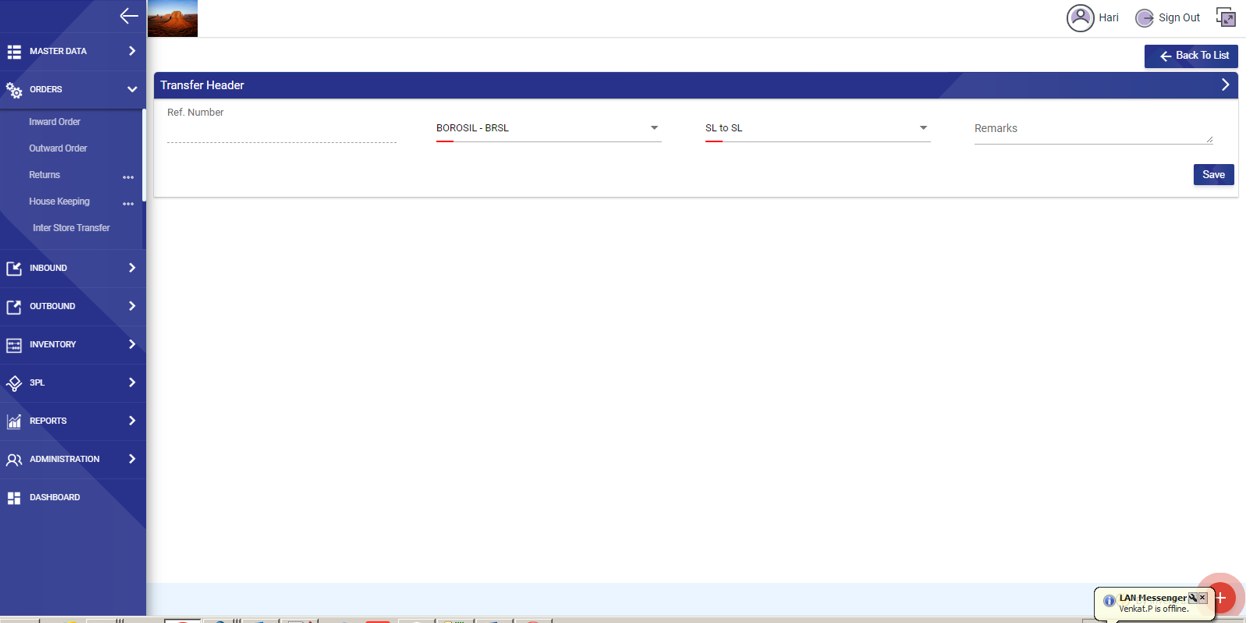 Hari
Sign Out
MASTER DATA
Back To List
ORDERS
Transfer Header
Ref. Number
Inward Order
BOROSIL - BRSL
SL to SL
Remarks
Outward Order
Returns
Save
House Keeping
Inter Store Transfer
INBOUND
OUTBOUND
INVENTORY
3PL
REPORTS
ADMINISTRATION
DASHBOARD
LAN Messenger
Venkat.P is offline.